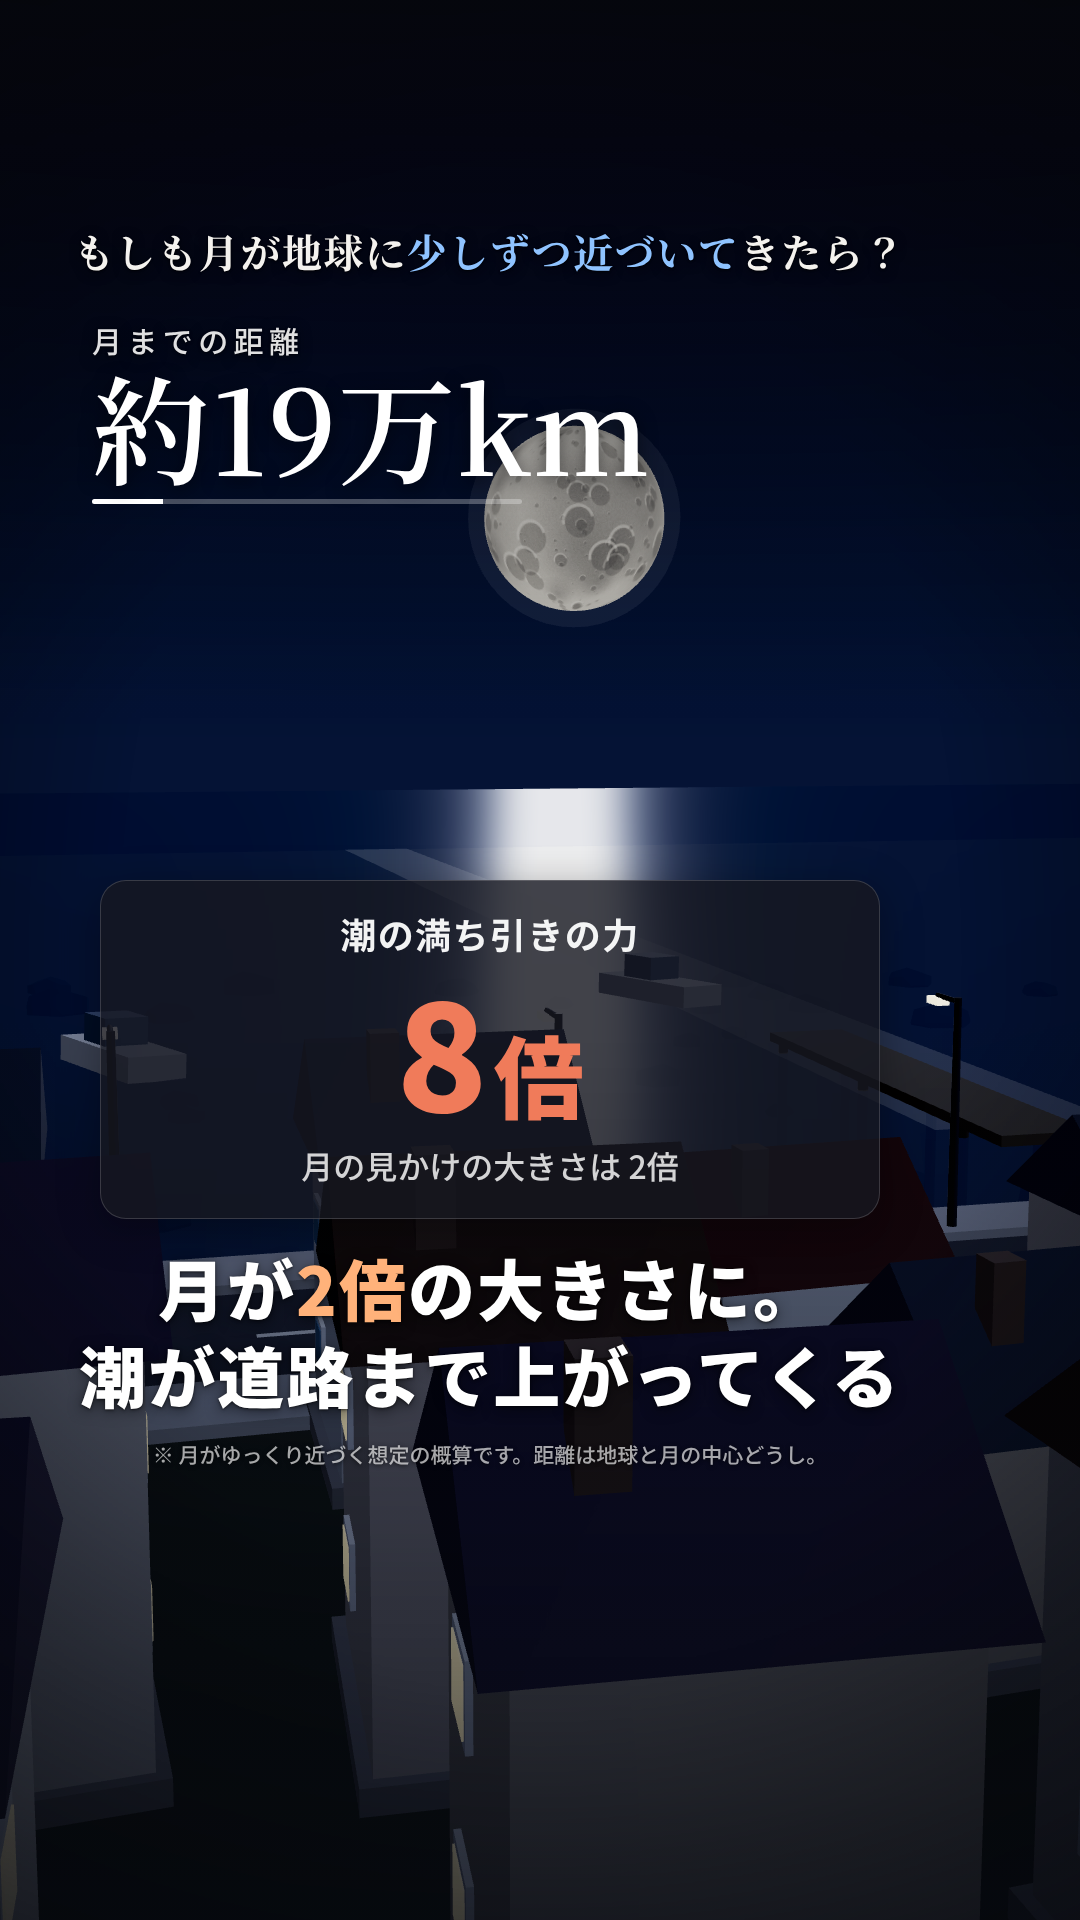 もしも月が地球に少しずつ近づいてきたら？
月までの距離
約19万km
潮の満ち引きの力
8倍
月の見かけの大きさは 2倍
月が2倍の大きさに。
潮が道路まで上がってくる
※ 月がゆっくり近づく想定の概算です。距離は地球と月の中心どうし。